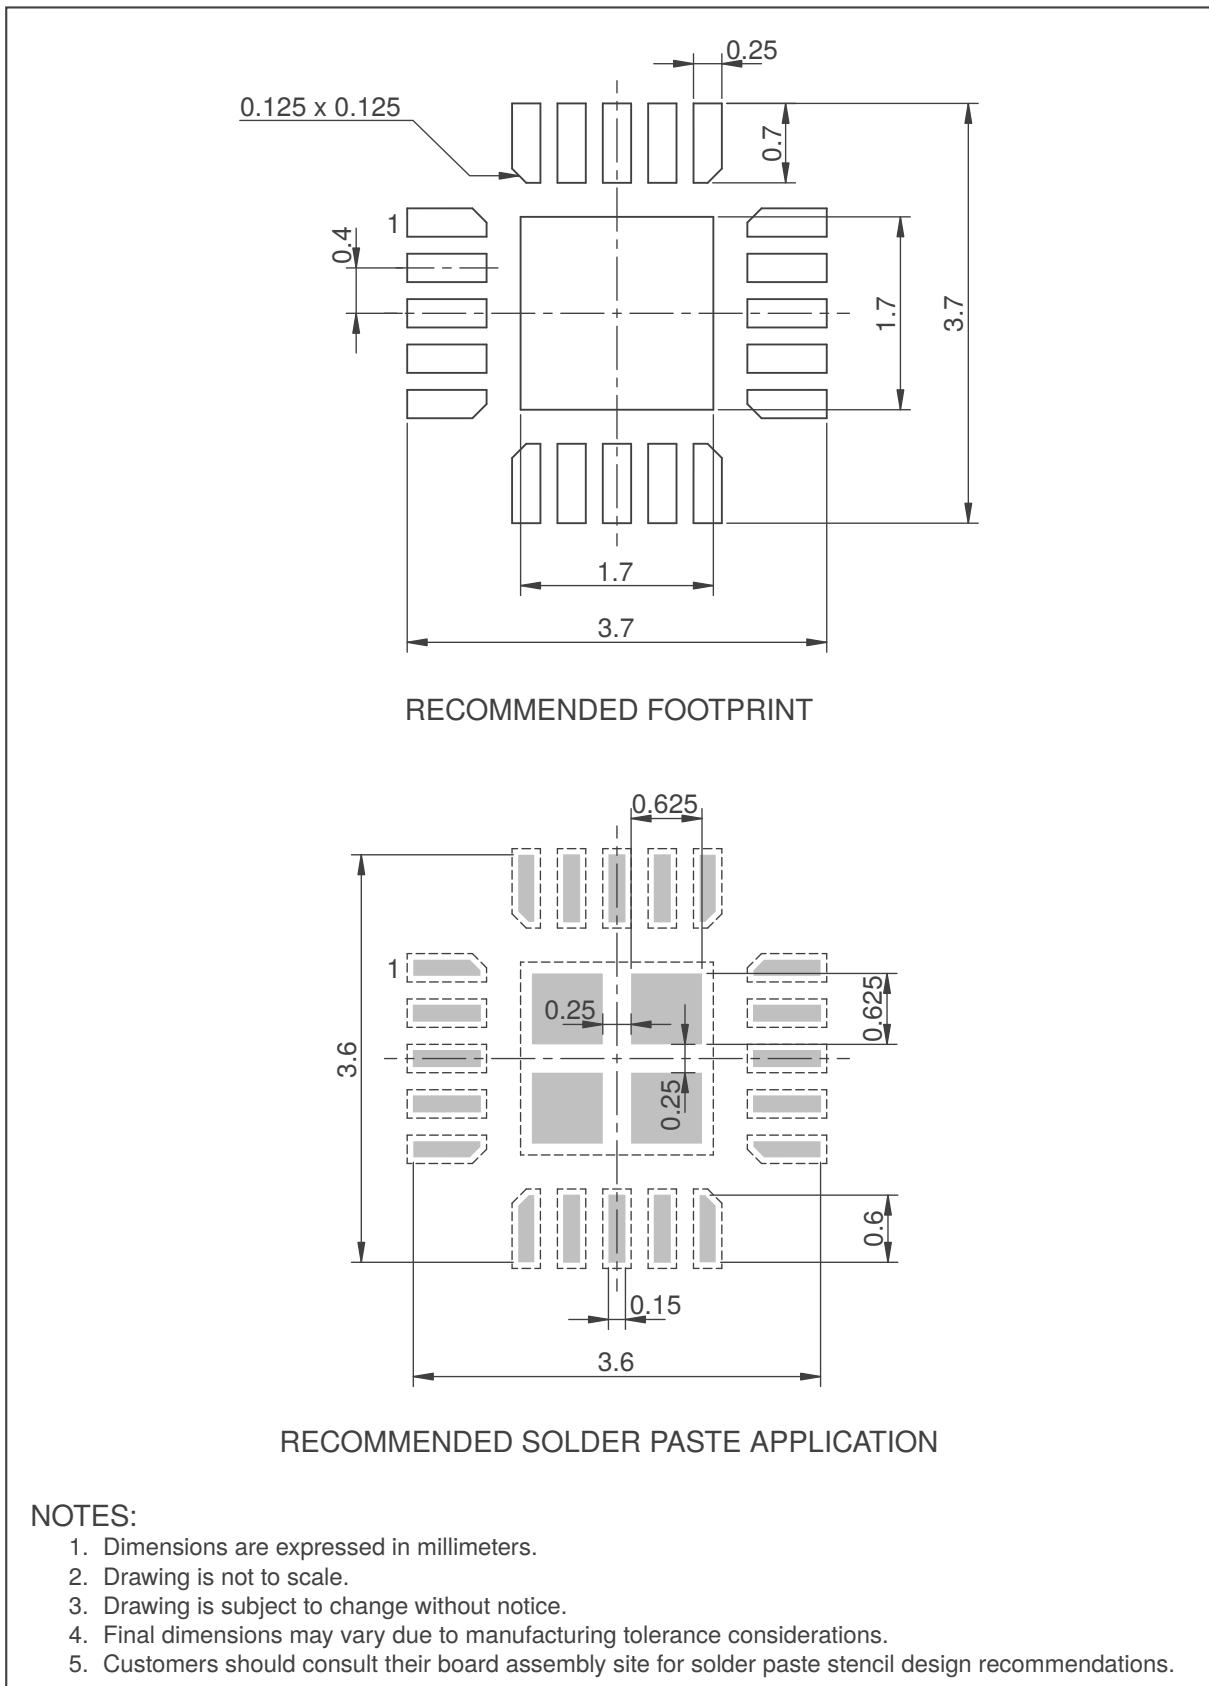 0.25
0.125 x 0.125
0.7
1
0.4
1.7
3.7
1.7
3.7
RECOMMENDED FOOTPRINT
0.625
1
0.25
0.625
3.6
0.25
0.6
0.15
3.6
RECOMMENDED SOLDER PASTE APPLICATION
NOTES:
1. Dimensions are expressed in millimeters.
2. Drawing is not to scale.
3. Drawing is subject to change without notice.
4. Final dimensions may vary due to manufacturing tolerance considerations.
5. Customers should consult their board assembly site for solder paste stencil design recommendations.